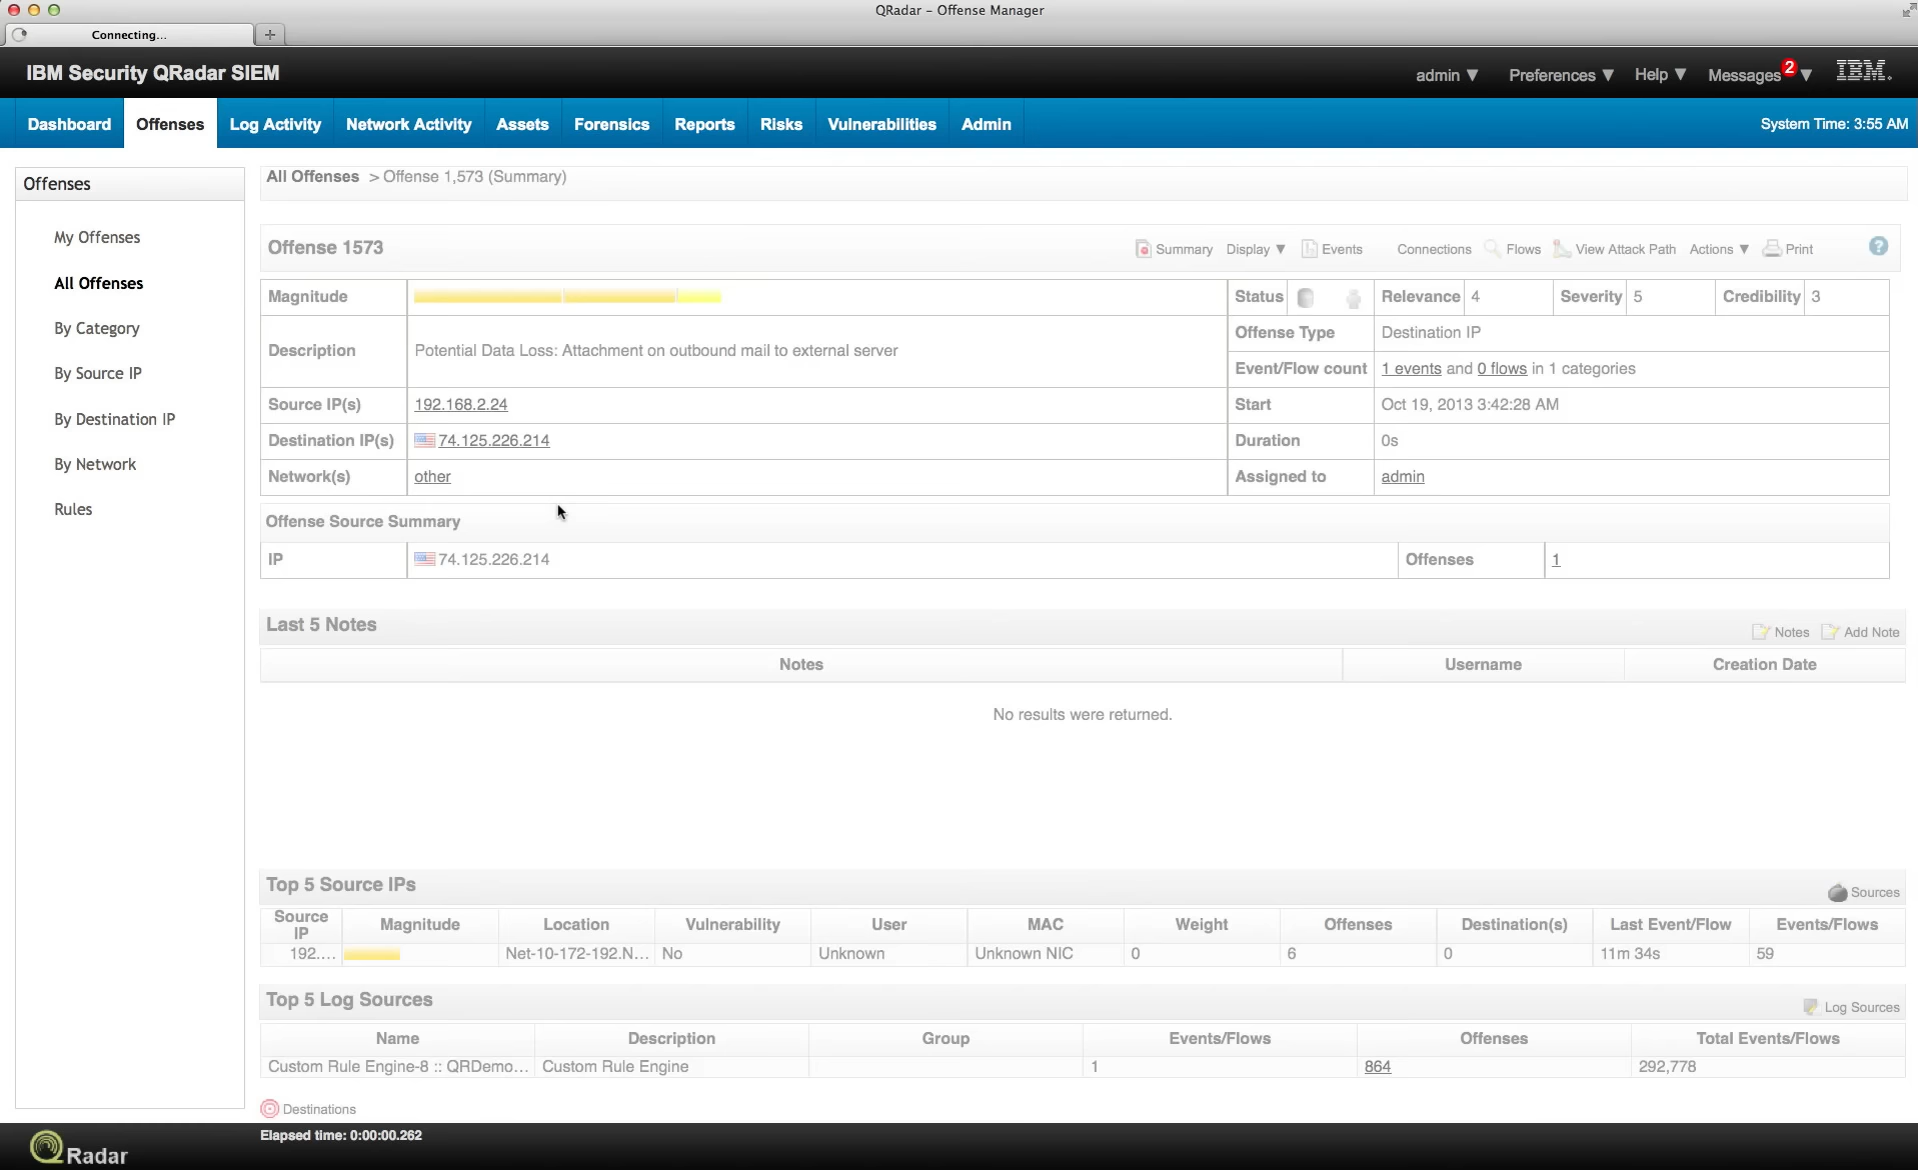 QRadar - Offense Manager
Connecting...
IBM Security QRadar SIEM
admin ▼ Preferences ▼ Help ▼ Messages 2 ▼ IBM.
Dashboard Offenses Log Activity Network Activity Assets Forensics Reports Risks Vulnerabilities Admin System Time: 3:55 AM
Offenses
My Offenses
All Offenses
By Category
By Source IP
By Destination IP
By Network
Rules
All Offenses > Offense 1,573 (Summary)
Offense 1573 Summary Display ▼ Events Connections Flows View Attack Path Actions ▼ Print ?
Magnitude Status Relevance 4 Severity 5 Credibility 3
Description Potential Data Loss: Attachment on outbound mail to external server
Offense Type Destination IP
Event/Flow count 1 events and 0 flows in 1 categories
Source IP(s) 192.168.2.24 Start Oct 19, 2013 3:42:28 AM
Destination IP(s) 74.125.226.214 Duration 0s
Network(s) other Assigned to admin
Offense Source Summary
IP 74.125.226.214 Offenses 1
Last 5 Notes Notes Add Note
Notes Username Creation Date
No results were returned.
Top 5 Source IPs Sources
Source IP Magnitude Location Vulnerability User MAC Weight Offenses Destination(s) Last Event/Flow Events/Flows
192.... Net-10-172-192.N... No Unknown Unknown NIC 0 6 0 11m 34s 59
Top 5 Log Sources Log Sources
Name Description Group Events/Flows Offenses Total Events/Flows
Custom Rule Engine-8 :: QRDemo... Custom Rule Engine 1 864 292,778
Destinations
Elapsed time: 0:00:00.262
QRadar